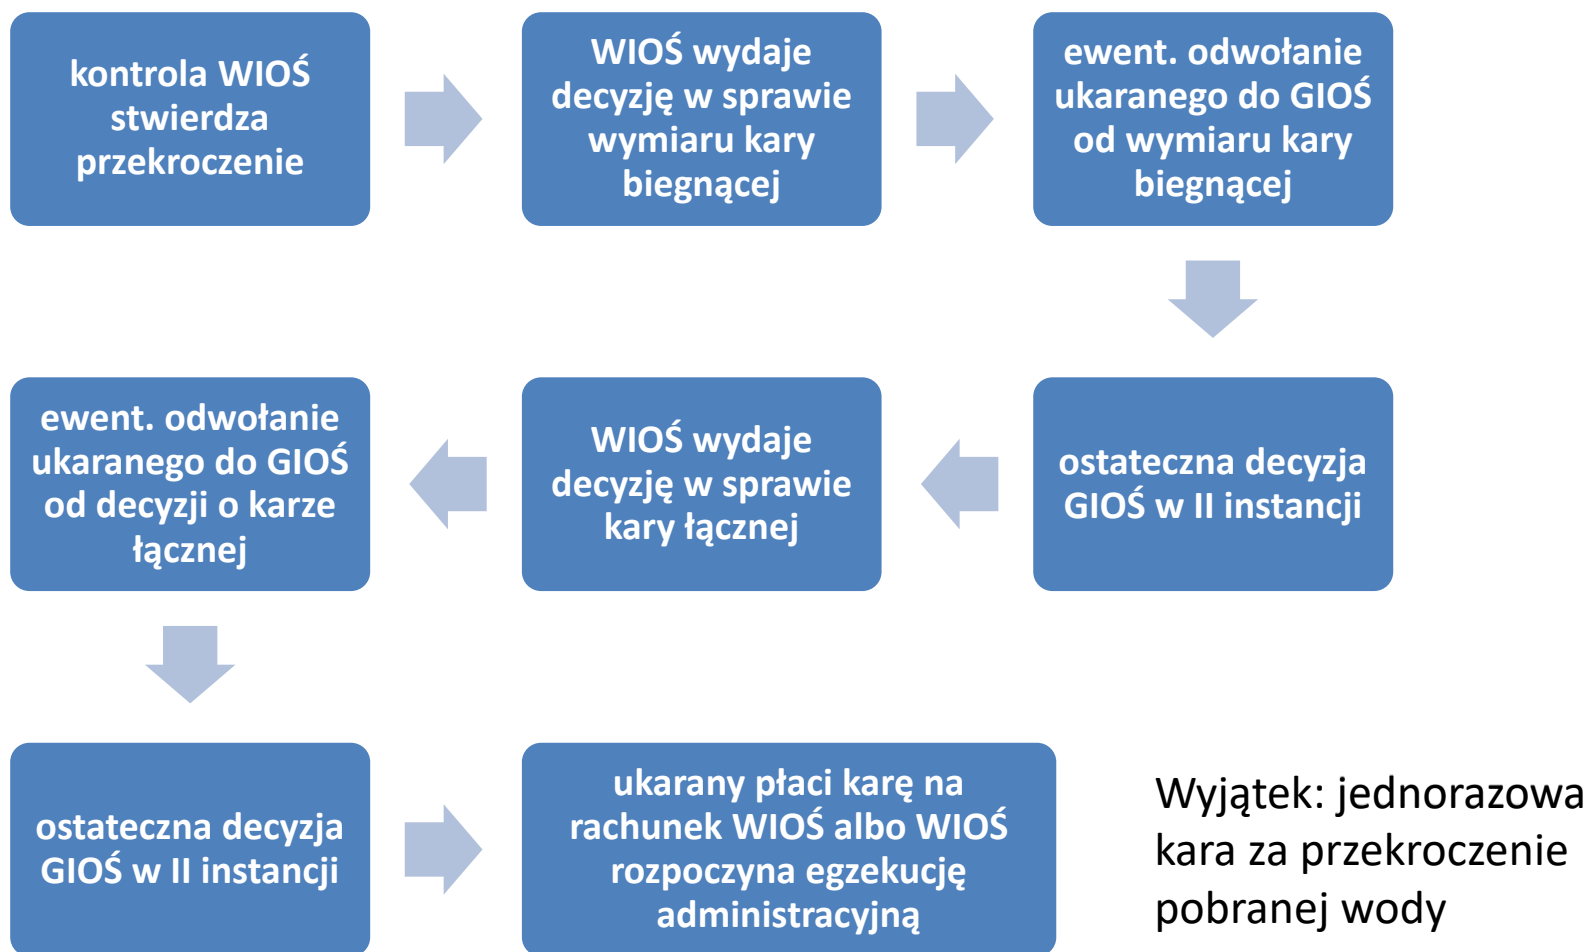 kontrola WIOŚ
stwierdza
przekroczenie
WIOŚ wydaje
decyzję w sprawie
wymiaru kary
biegnącej
ewent. odwołanie
ukaranego do GIOŚ
od wymiaru kary
biegnącej
ostateczna decyzja
GIOŚ w II instancji
WIOŚ wydaje
decyzję w sprawie
kary łącznej
ewent. odwołanie
ukaranego do GIOŚ
od decyzji o karze
łącznej
ostateczna decyzja
GIOŚ w II instancji
ukarany płaci karę na
rachunek WIOŚ albo WIOŚ
rozpoczyna egzekucję
administracyjną
Wyjątek: jednorazowa
kara za przekroczenie
pobranej wody